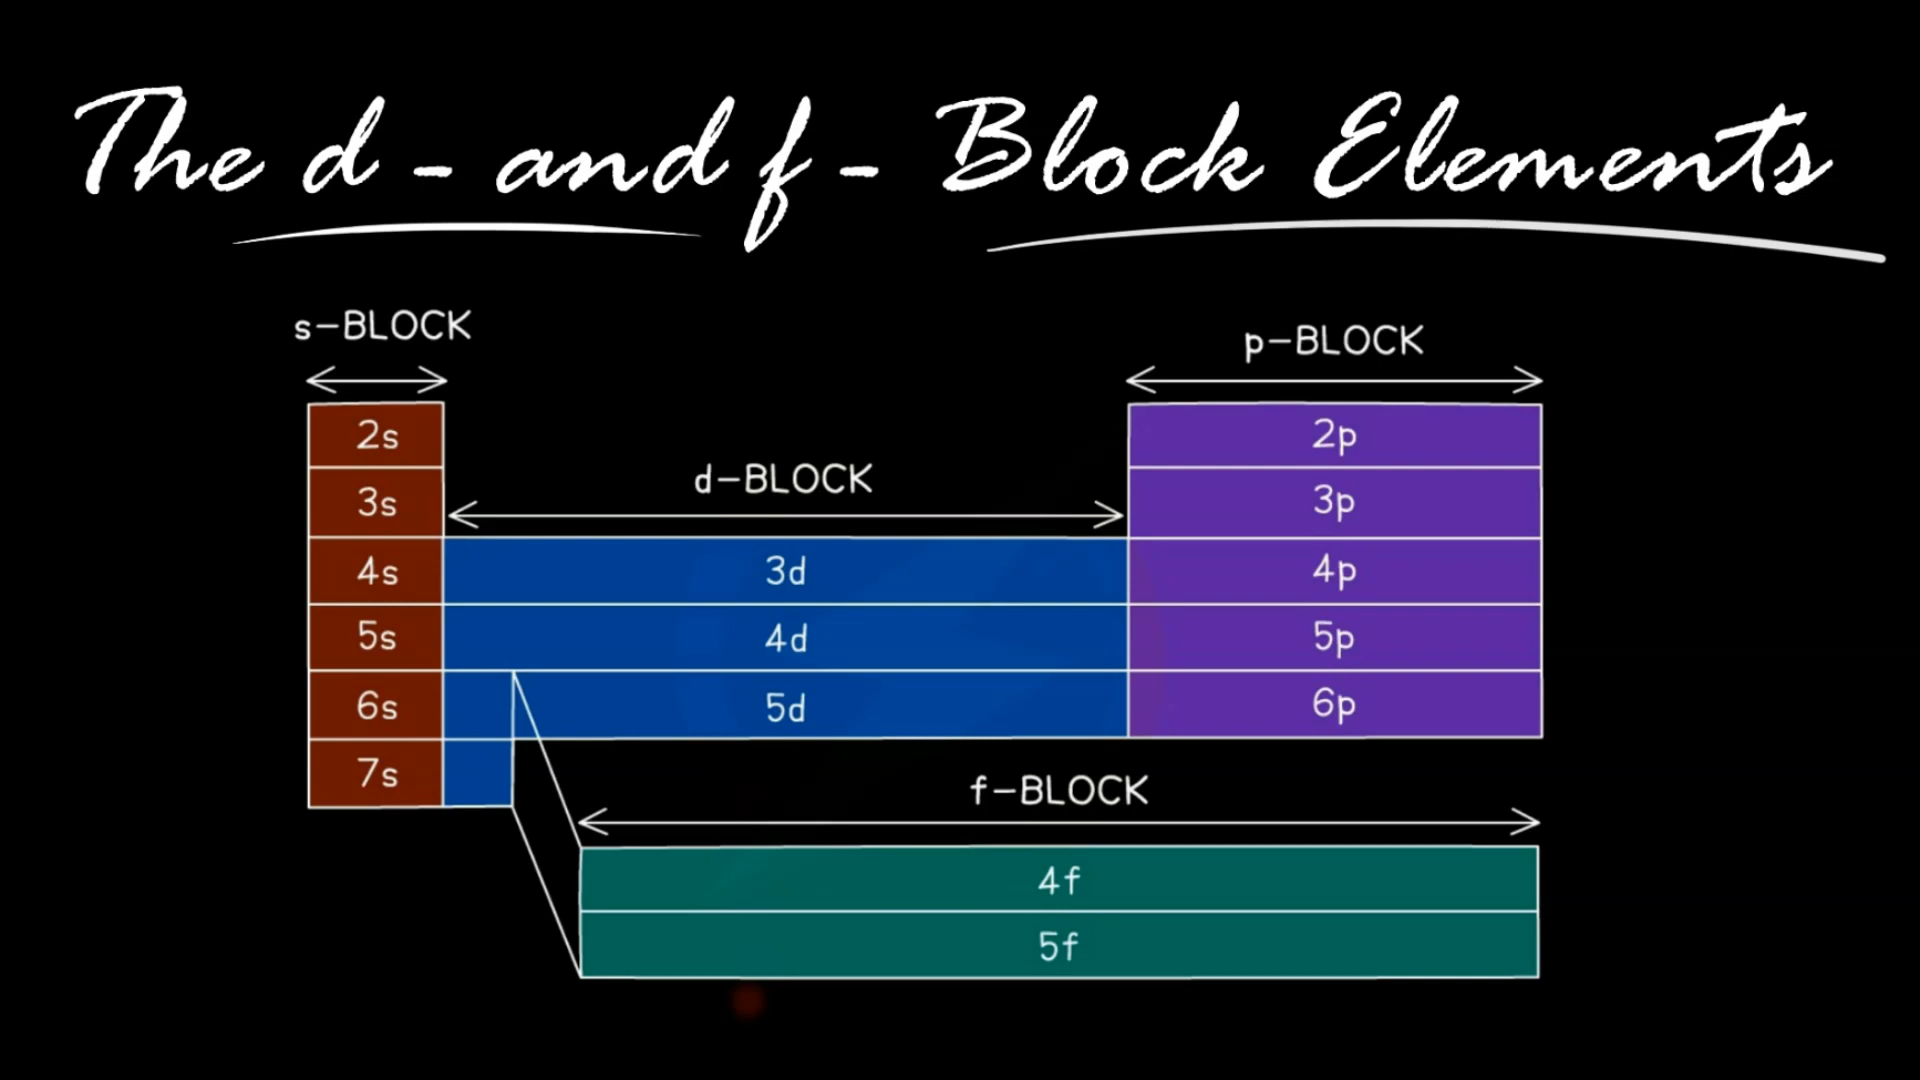 The d - and f - Block Elements
s-BLOCK
p-BLOCK
2s
2p
d-BLOCK
3s
3p
4s
3d
4p
5s
4d
5p
6s
5d
6p
7s
f-BLOCK
4f
5f